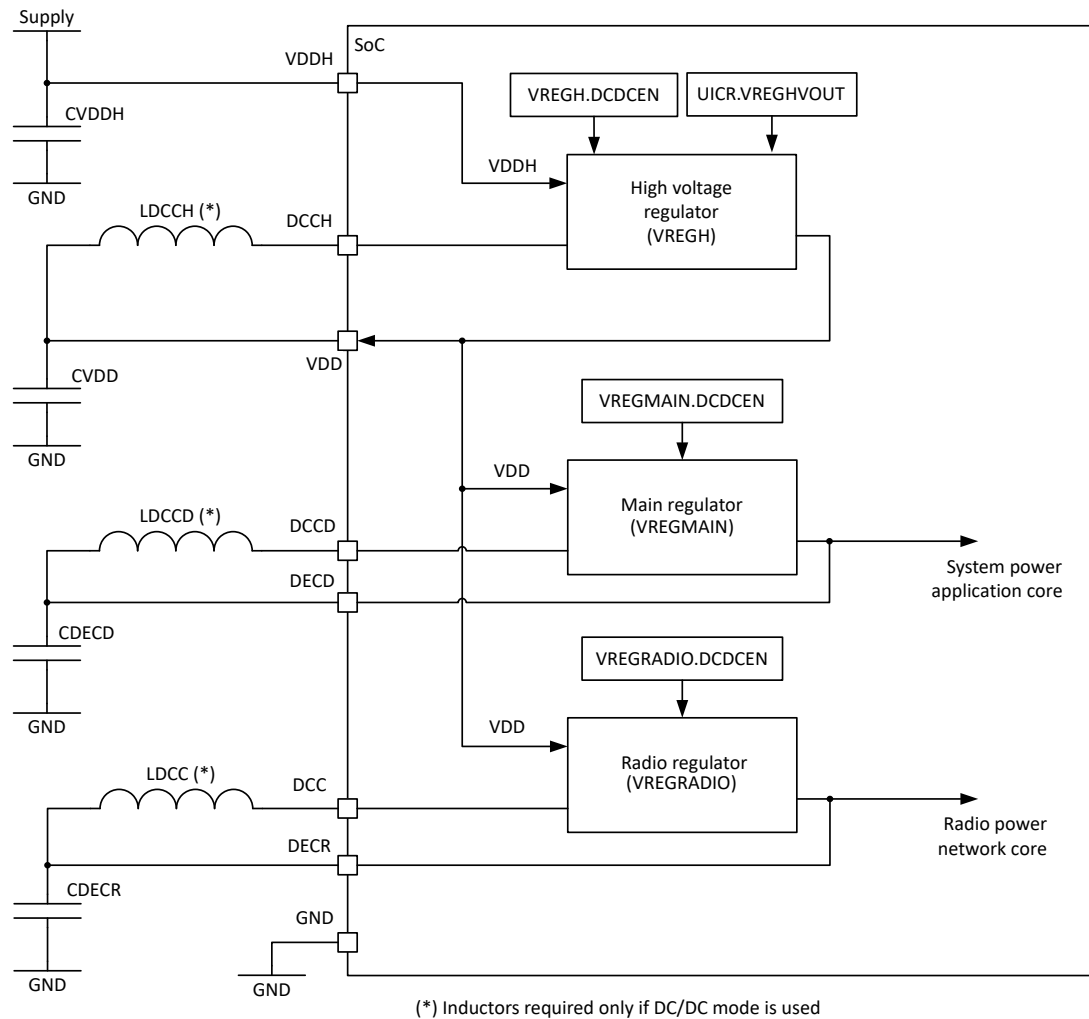 Supply
SoC
VDDH
CVDDH
GND
VREGH.DCDCEN
UICR.VREGHVOUT
VDDH
High voltage
regulator
(VREGH)
LDCCH (*)
DCCH
VDD
CVDD
GND
VREGMAIN.DCDCEN
VDD
Main regulator
(VREGMAIN)
LDCCD (*)
DCCD
DECD
System power
application core
CDECD
GND
VREGRADIO.DCDCEN
VDD
Radio regulator
(VREGRADIO)
LDCC (*)
DCC
DECR
Radio power
network core
CDECR
GND
GND
GND
(*) Inductors required only if DC/DC mode is used